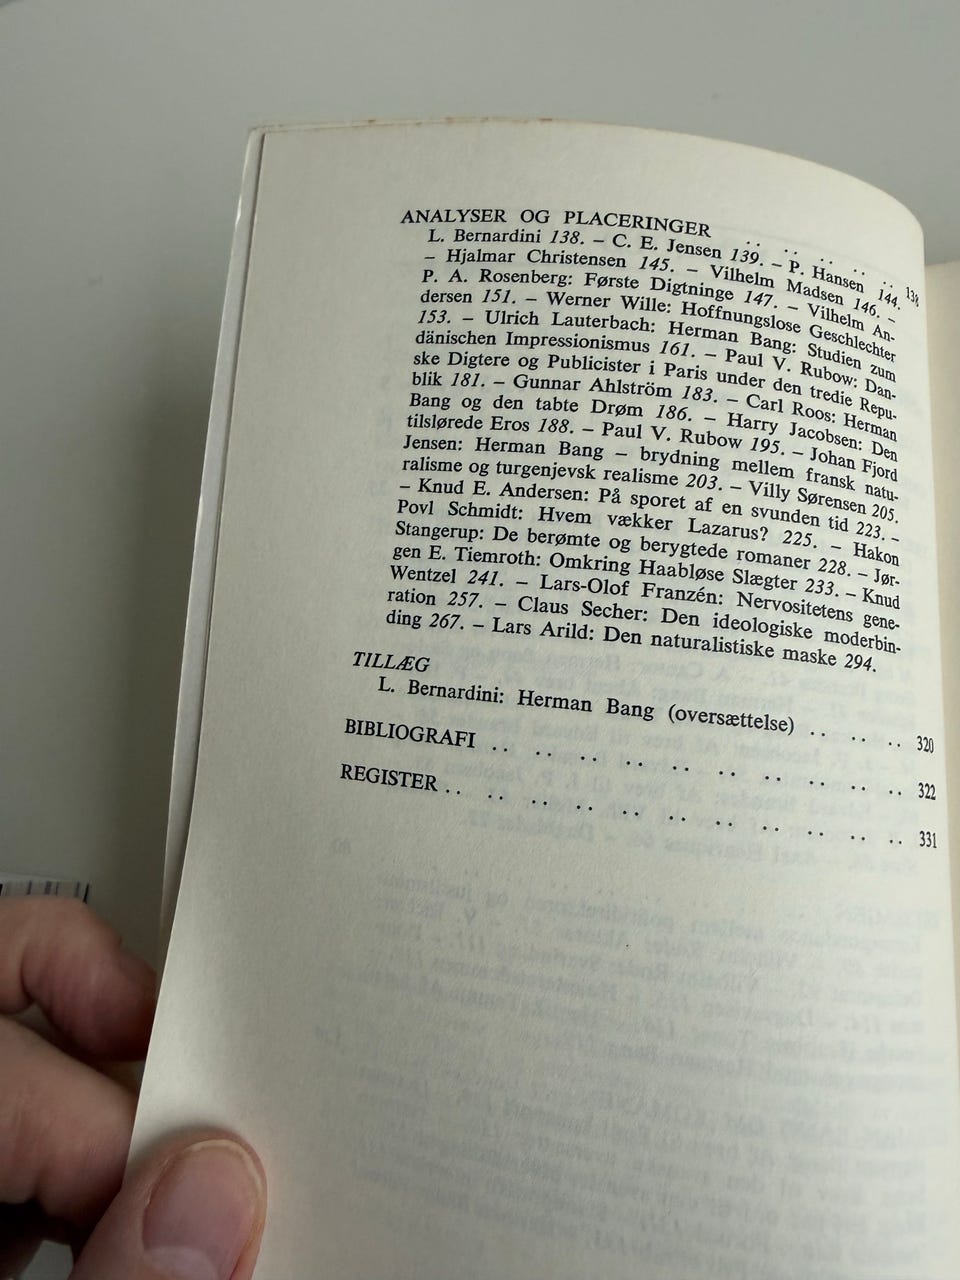 ANALYSER OG PLACERINGER .. .. .. .. 138
L. Bernardini 138. – C. E. Jensen 139. – P. Hansen 144.
– Hjalmar Christensen 145. – Vilhelm Madsen 146. –
P. A. Rosenberg: Første Digtninge 147. – Vilhelm An-
dersen 151. – Werner Wille: Hoffnungslose Geschlechter
153. – Ulrich Lauterbach: Herman Bang: Studien zum
dänischen Impressionismus 161. – Paul V. Rubow: Dan-
ske Digtere og Publicister i Paris under den tredie Repu-
blik 181. – Gunnar Ahlström 183. – Carl Roos: Herman
Bang og den tabte Drøm 186. – Harry Jacobsen: Den
tilslørede Eros 188. – Paul V. Rubow 195. – Johan Fjord
Jensen: Herman Bang – brydning mellem fransk natu-
ralisme og turgenjevsk realisme 203. – Villy Sørensen 205.
– Knud E. Andersen: På sporet af en svunden tid 223. –
Povl Schmidt: Hvem vækker Lazarus? 225. – Hakon
Stangerup: De berømte og berygtede romaner 228. – Jør-
gen E. Tiemroth: Omkring Haabløse Slægter 233. – Knud
Wentzel 241. – Lars-Olof Franzén: Nervositetens gene-
ration 257. – Claus Secher: Den ideologiske moderbin-
ding 267. – Lars Arild: Den naturalistiske maske 294.
TILLÆG
L. Bernardini: Herman Bang (oversættelse) .. .. .. 320
BIBLIOGRAFI .. .. .. .. .. .. .. .. .. .. 322
REGISTER .. .. .. .. .. .. .. .. .. .. .. 331